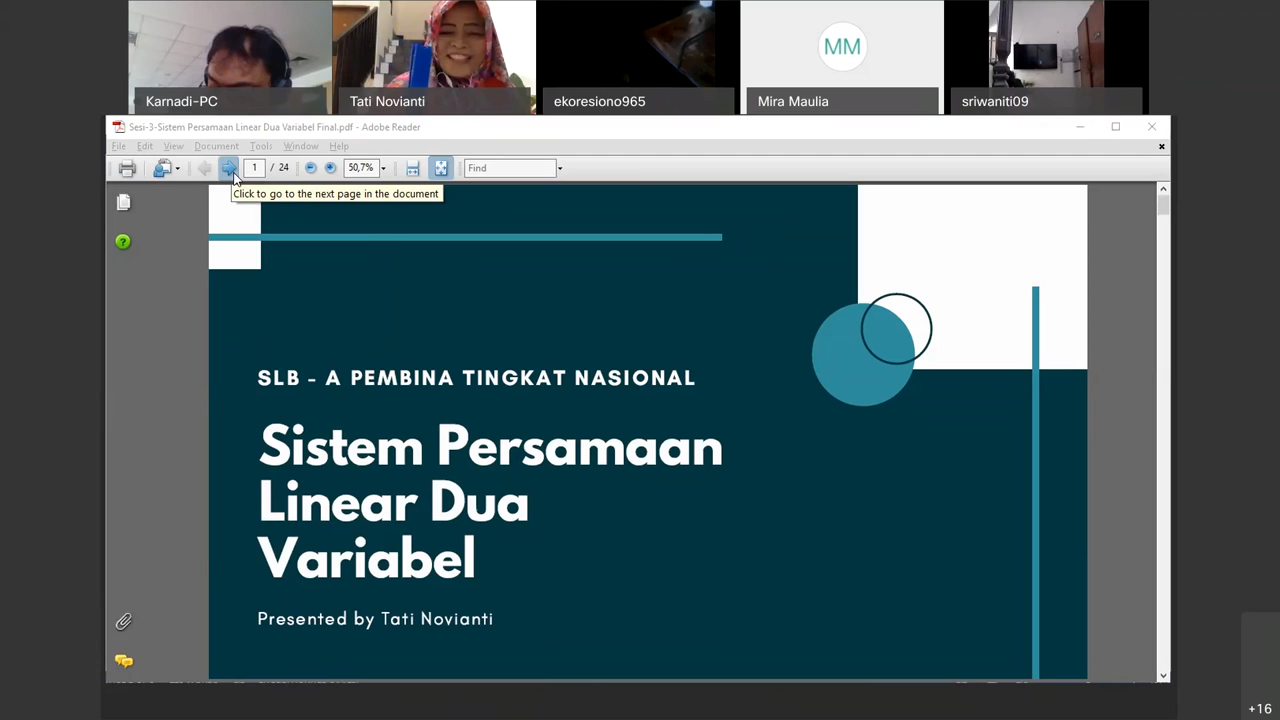 Karnadi-PC
Tati Novianti
ekoresiono965
MM
Mira Maulia
sriwaniti09
Sesi-3-Sistem Persamaan Linear Dua Variabel Final.pdf - Adobe Reader
File Edit View Document Tools Window Help
1 / 24 50,7% Find
Click to go to the next page in the document
SLB - A PEMBINA TINGKAT NASIONAL
Sistem Persamaan
Linear Dua
Variabel
Presented by Tati Novianti
+16